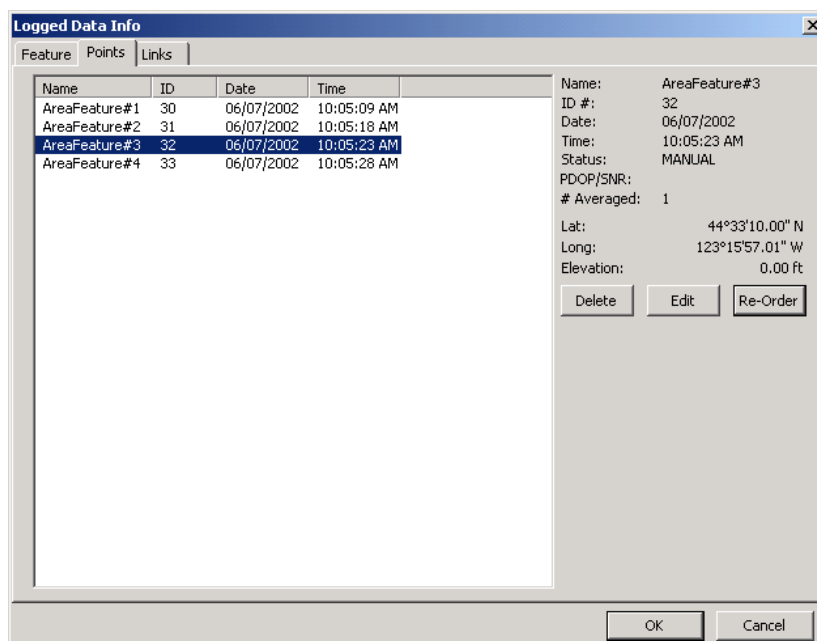 Logged Data Info
Feature Points Links
Name ID Date Time
AreaFeature#1 30 06/07/2002 10:05:09 AM
AreaFeature#2 31 06/07/2002 10:05:18 AM
AreaFeature#3 32 06/07/2002 10:05:23 AM
AreaFeature#4 33 06/07/2002 10:05:28 AM
Name: AreaFeature#3
ID #: 32
Date: 06/07/2002
Time: 10:05:23 AM
Status: MANUAL
PDOP/SNR:
# Averaged: 1
Lat: 44°33'10.00" N
Long: 123°15'57.01" W
Elevation: 0.00 ft
Delete Edit Re-Order
OK Cancel